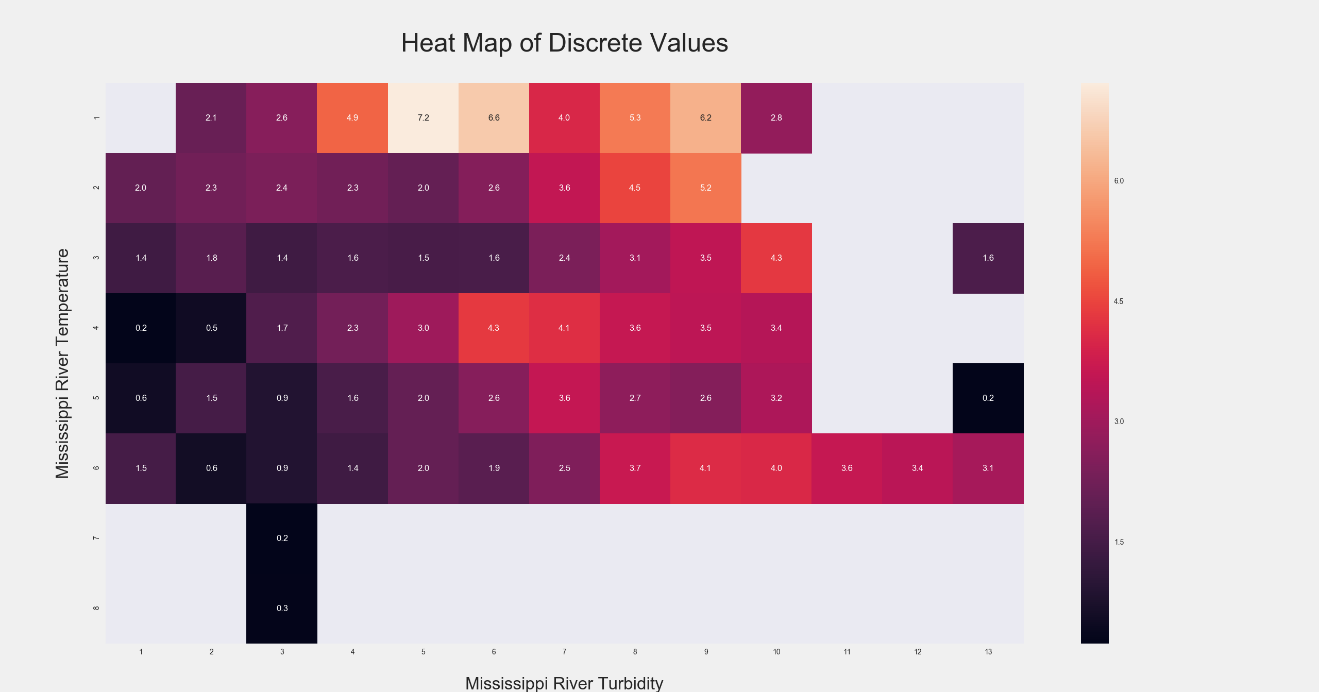 Heat Map of Discrete Values
1 2.1 2.6 4.9 7.2 6.6 4.0 5.3 6.2 2.8
6.0
2 2.0 2.3 2.4 2.3 2.0 2.6 3.6 4.5 5.2
3 1.4 1.8 1.4 1.6 1.5 1.6 2.4 3.1 3.5 4.3 1.6
4.5
4 0.2 0.5 1.7 2.3 3.0 4.3 4.1 3.6 3.5 3.4
5 0.6 1.5 0.9 1.6 2.0 2.6 3.6 2.7 2.6 3.2 0.2
3.0
6 1.5 0.6 0.9 1.4 2.0 1.9 2.5 3.7 4.1 4.0 3.6 3.4 3.1
7 0.2
1.5
8 0.3
1 2 3 4 5 6 7 8 9 10 11 12 13
Mississippi River Temperature
Mississippi River Turbidity